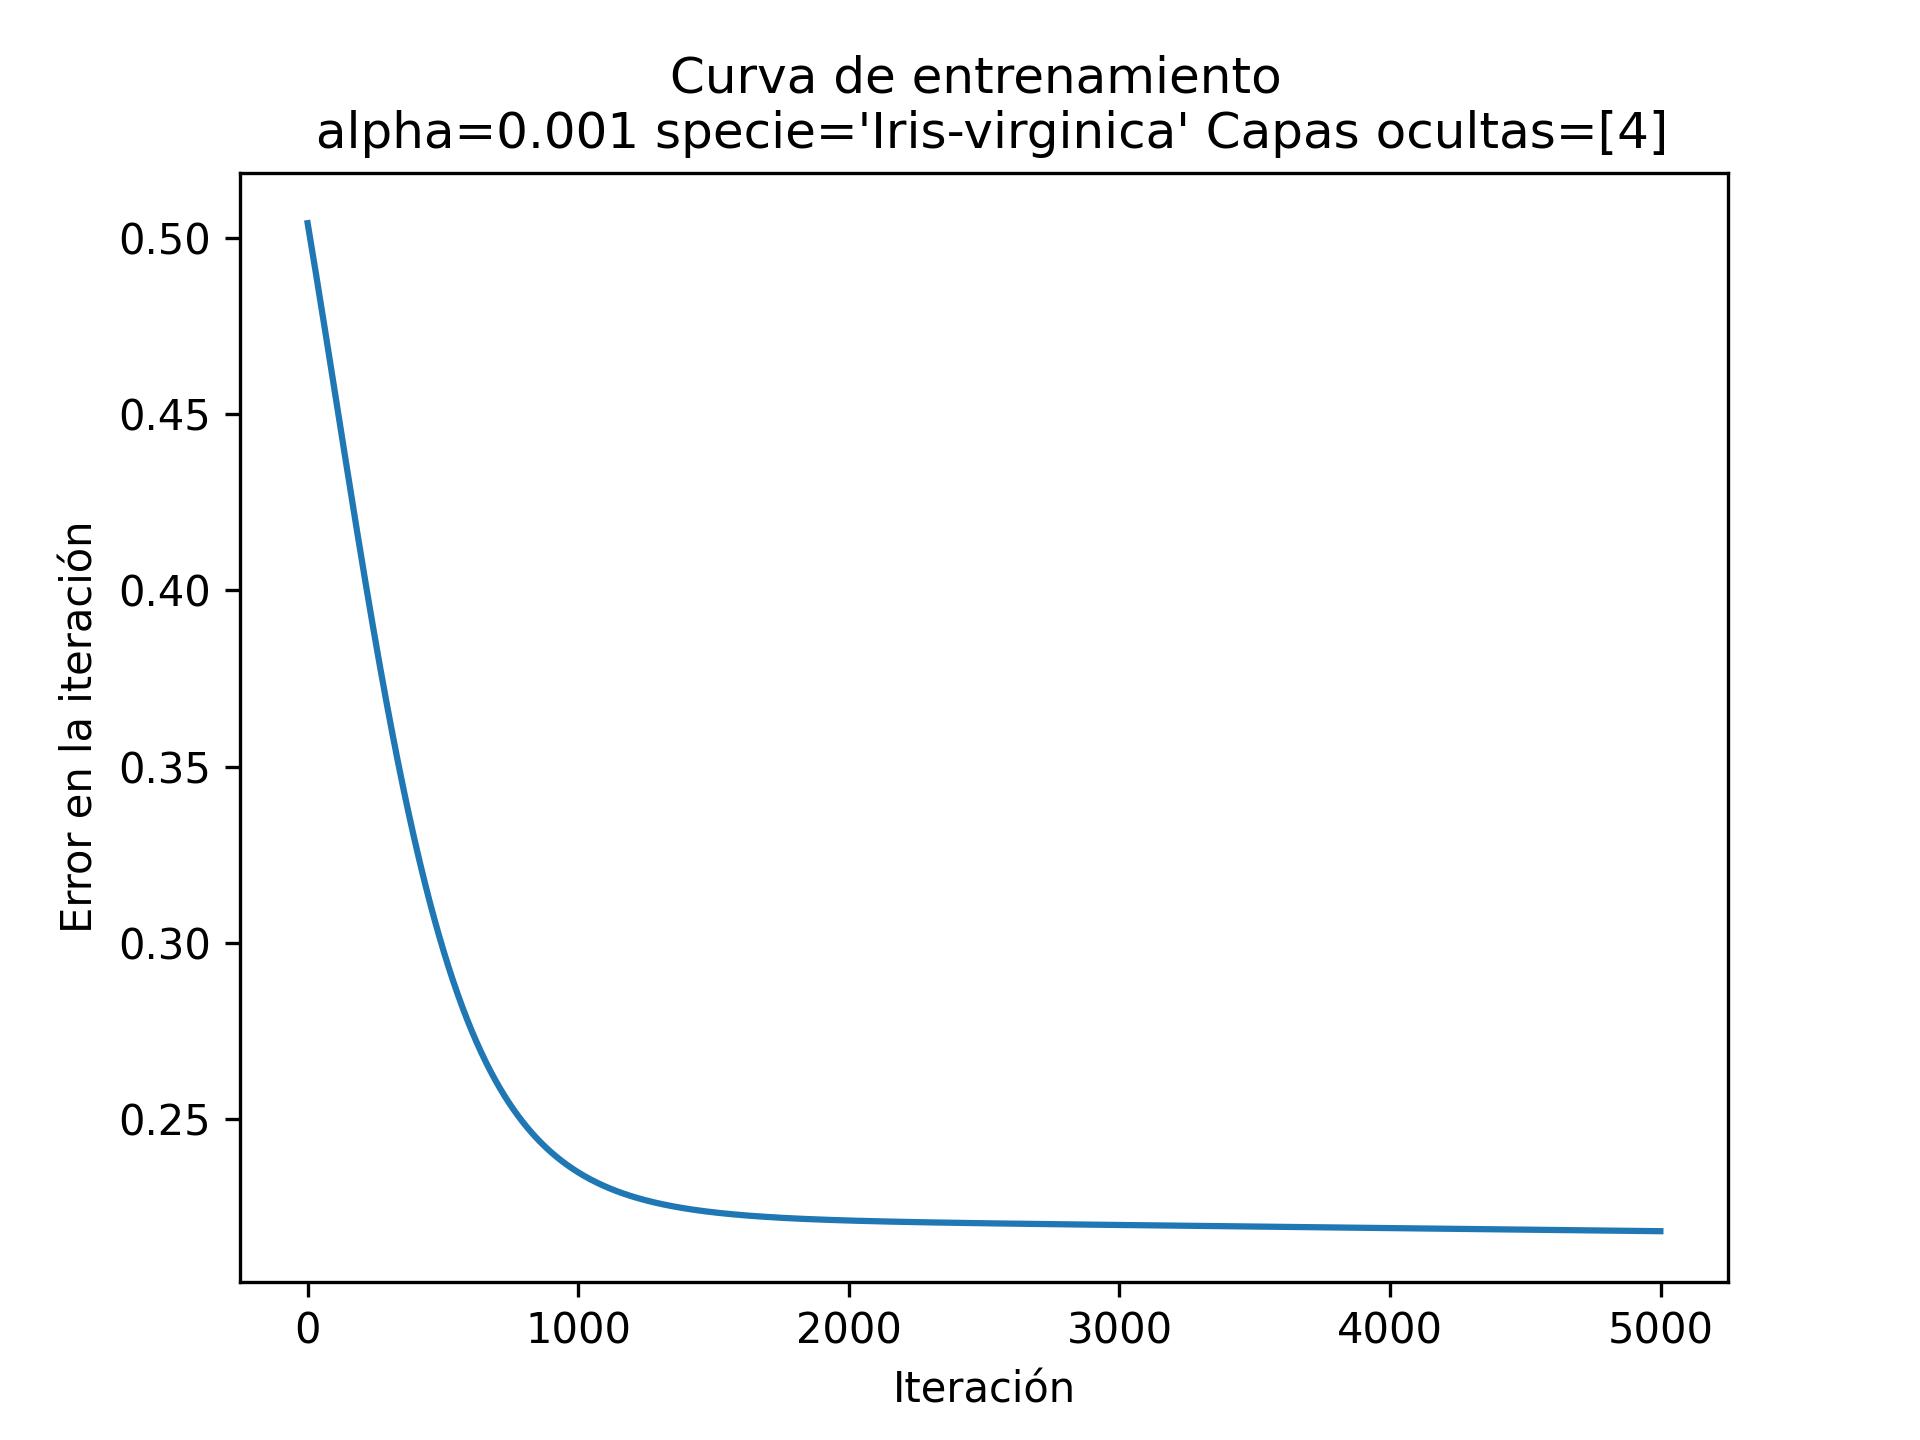 Curva de entrenamiento
alpha=0.001 specie='Iris-virginica' Capas ocultas=[4]
Error en la iteración
0.50
0.45
0.40
0.35
0.30
0.25
0 1000 2000 3000 4000 5000
Iteración